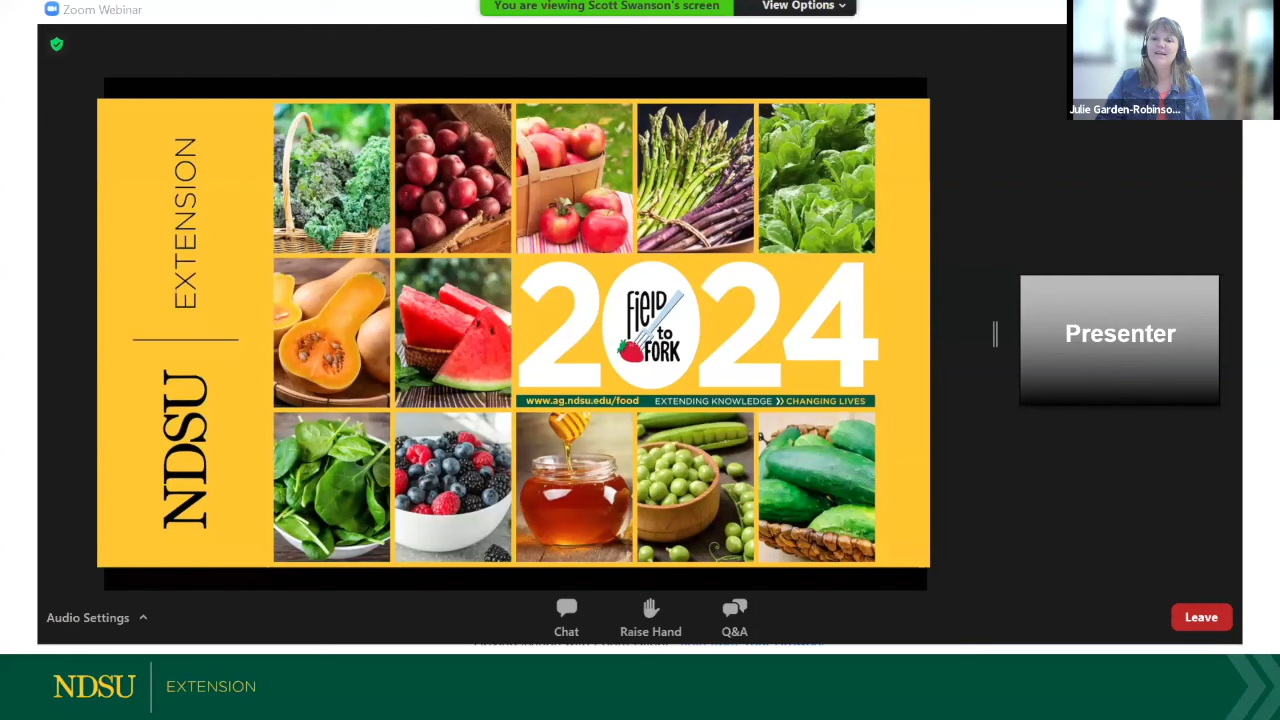 Zoom Webinar
You are viewing Scott Swanson's screen
View Options
Julie Garden-Robinso...
NDSU
EXTENSION
2024
FiELD
to
FORK
www.ag.ndsu.edu/food EXTENDING KNOWLEDGE CHANGING LIVES
Presenter
Audio Settings
Chat
Raise Hand
Q&A
Leave
NDSU
EXTENSION